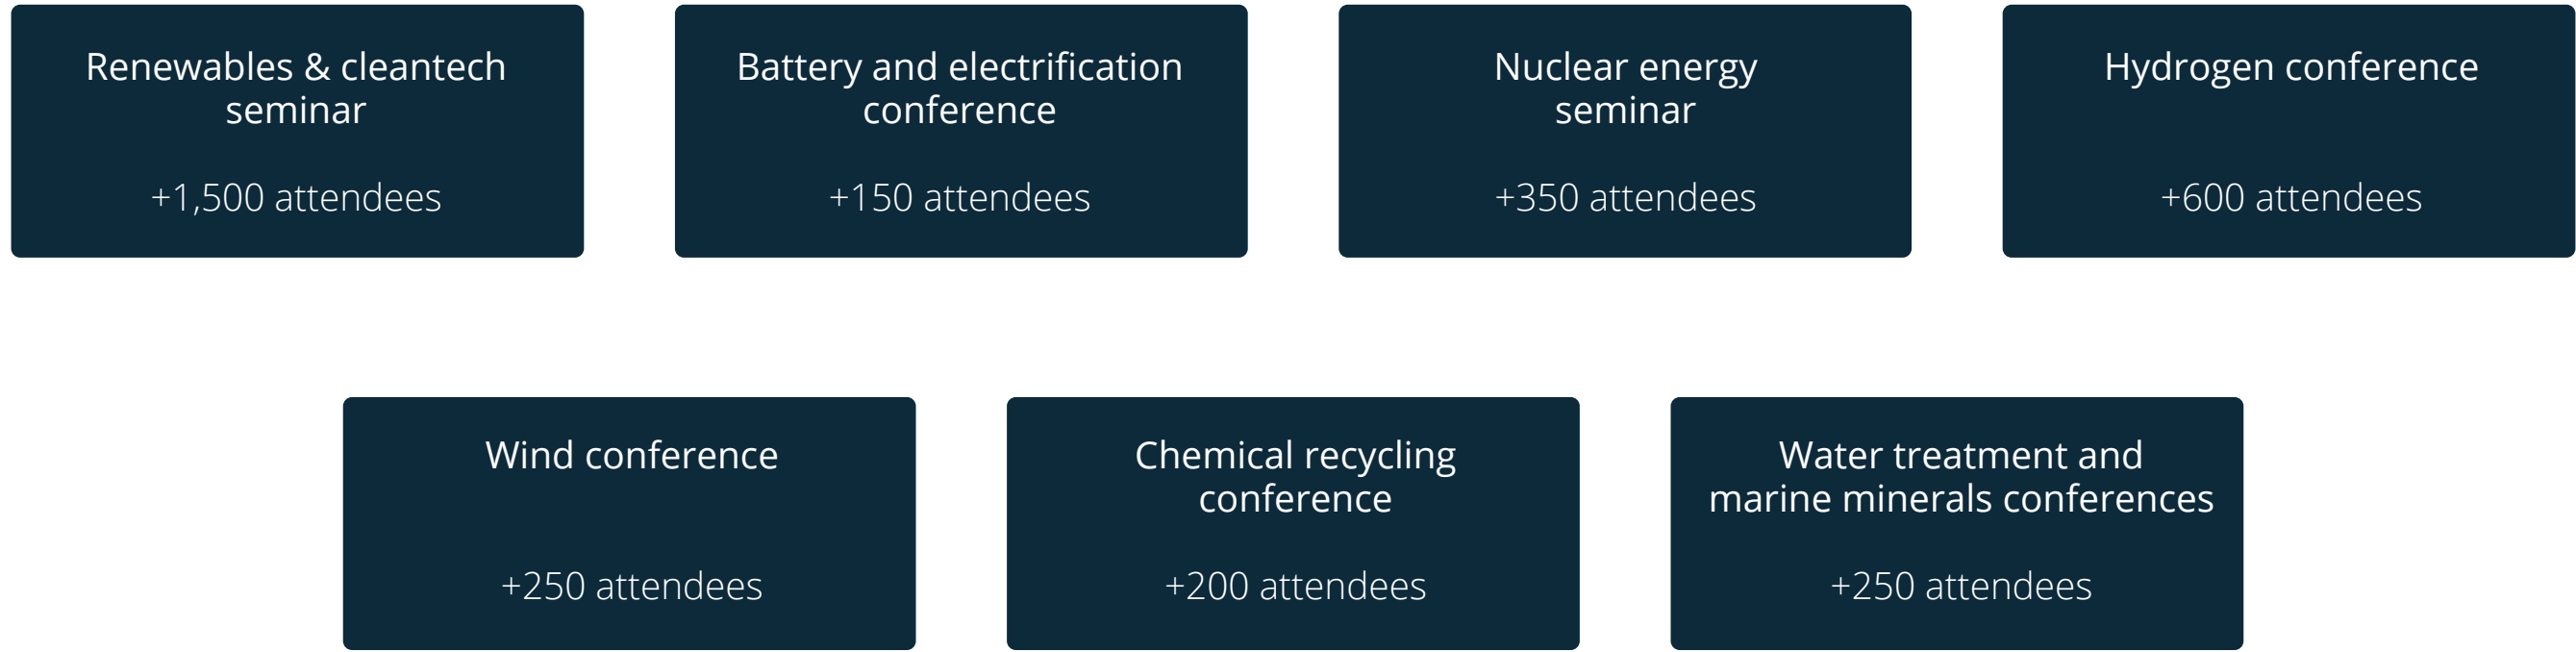 Renewables & cleantech
seminar
+1,500 attendees
Battery and electrification
conference
+150 attendees
Nuclear energy
seminar
+350 attendees
Hydrogen conference
+600 attendees
Wind conference
+250 attendees
Chemical recycling
conference
+200 attendees
Water treatment and
marine minerals conferences
+250 attendees